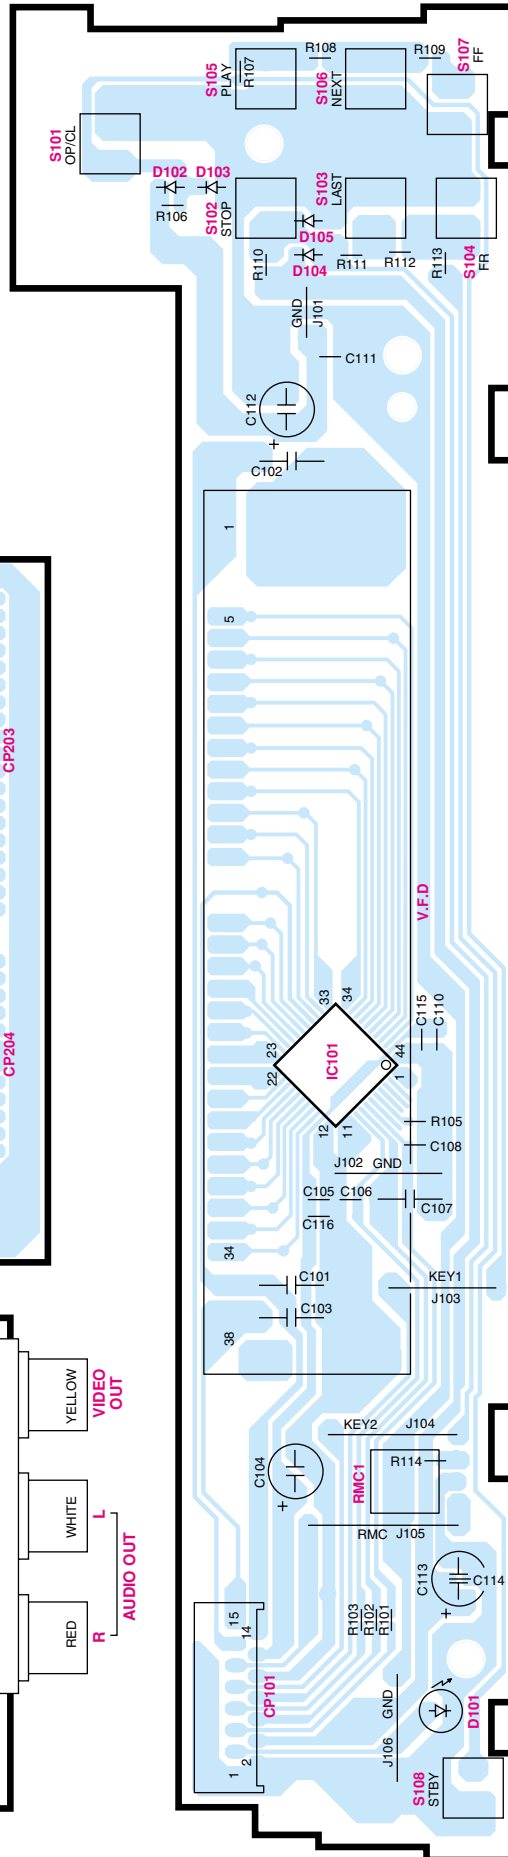 R108
R109
S107
FF
S105
PLAY
R107
S106
NEXT
S101
OP/CL
D102
D103
S103
LAST
R106
S102
STOP
D105
D104
R110
R111
R112
R113
S104
FR
GND
J101
C111
C112
+
C102
1
5
CP203
V.F.D
33
34
C115
C110
23
22
IC101
44
1
CP204
12
11
R105
C108
J102 GND
C105
C106
C116
C107
34
C101
KEY1
J103
C103
38
YELLOW
VIDEO
OUT
KEY2
J104
C104
+
RMC1
R114
WHITE
L
RMC
J105
AUDIO OUT
C113
C114
+
RED
R
15
14
R103
R102
R101
CP101
GND
J106
D101
1
2
S108
STBY